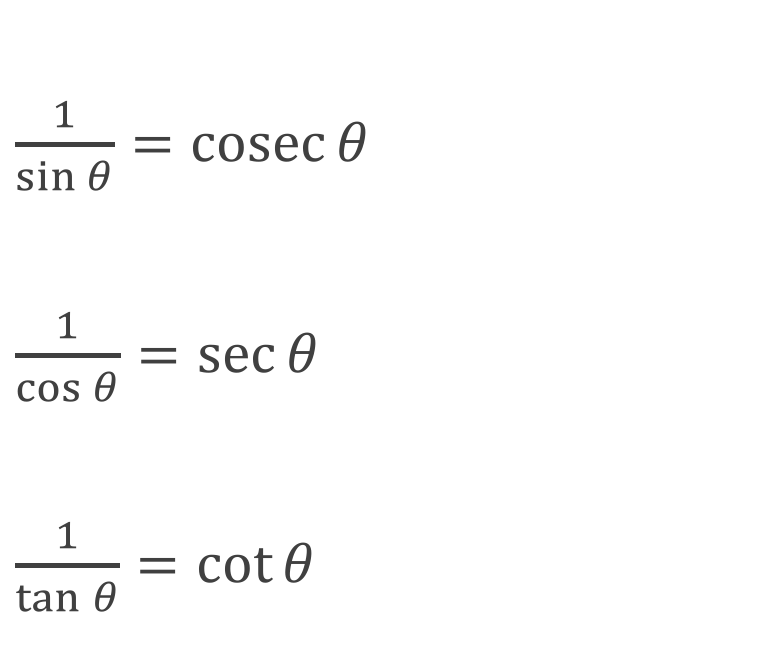 1/sin θ = cosec θ
1/cos θ = sec θ
1/tan θ = cot θ